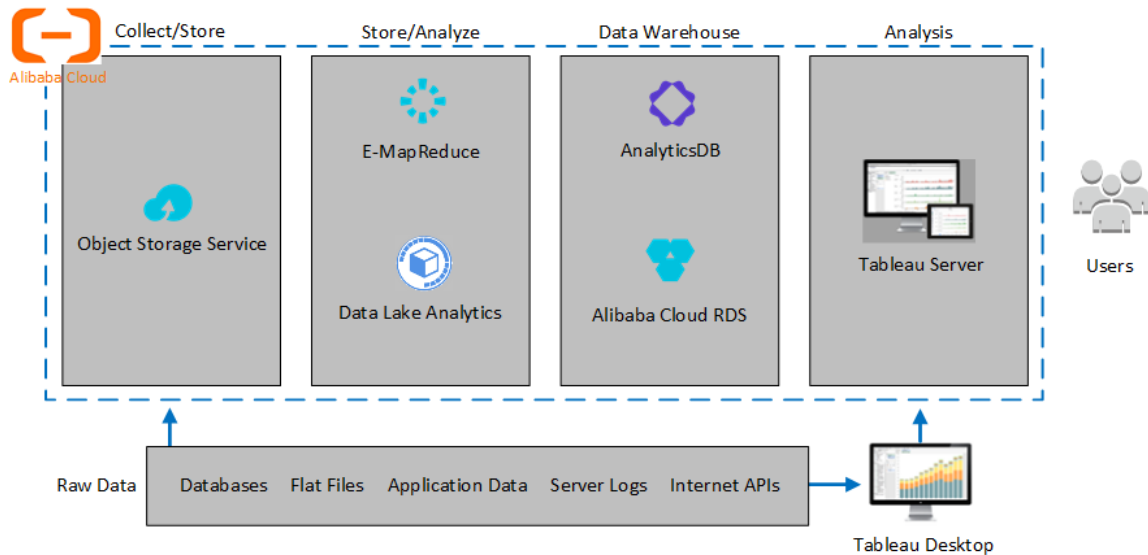 Alibaba Cloud
Collect/Store
Store/Analyze
Data Warehouse
Analysis
E-MapReduce
AnalyticsDB
Object Storage Service
Tableau Server
Users
Data Lake Analytics
Alibaba Cloud RDS
Raw Data
Databases
Flat Files
Application Data
Server Logs
Internet APIs
Tableau Desktop